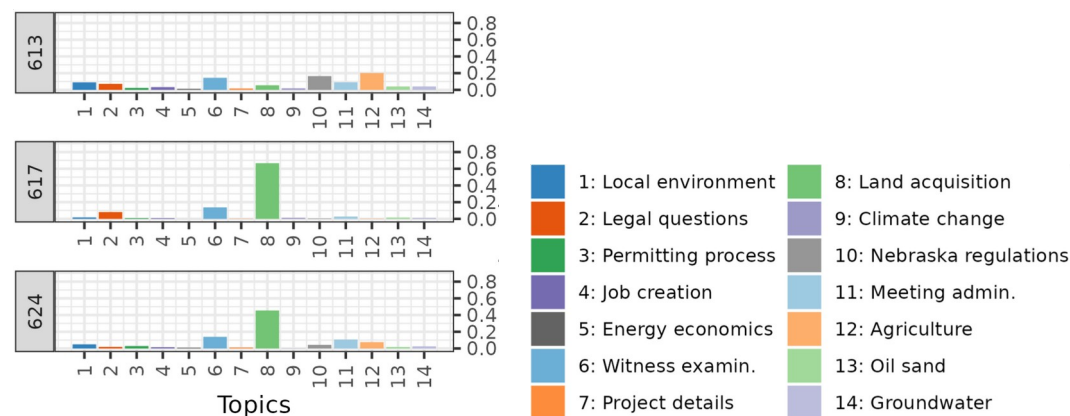 613
0.8
0.6
0.4
0.2
0.0
1 2 3 4 5 6 7 8 9 10 11 12 13 14
617
0.8
0.6
0.4
0.2
0.0
1 2 3 4 5 6 7 8 9 10 11 12 13 14
624
0.8
0.6
0.4
0.2
0.0
1 2 3 4 5 6 7 8 9 10 11 12 13 14
Topics
1: Local environment
2: Legal questions
3: Permitting process
4: Job creation
5: Energy economics
6: Witness examin.
7: Project details
8: Land acquisition
9: Climate change
10: Nebraska regulations
11: Meeting admin.
12: Agriculture
13: Oil sand
14: Groundwater